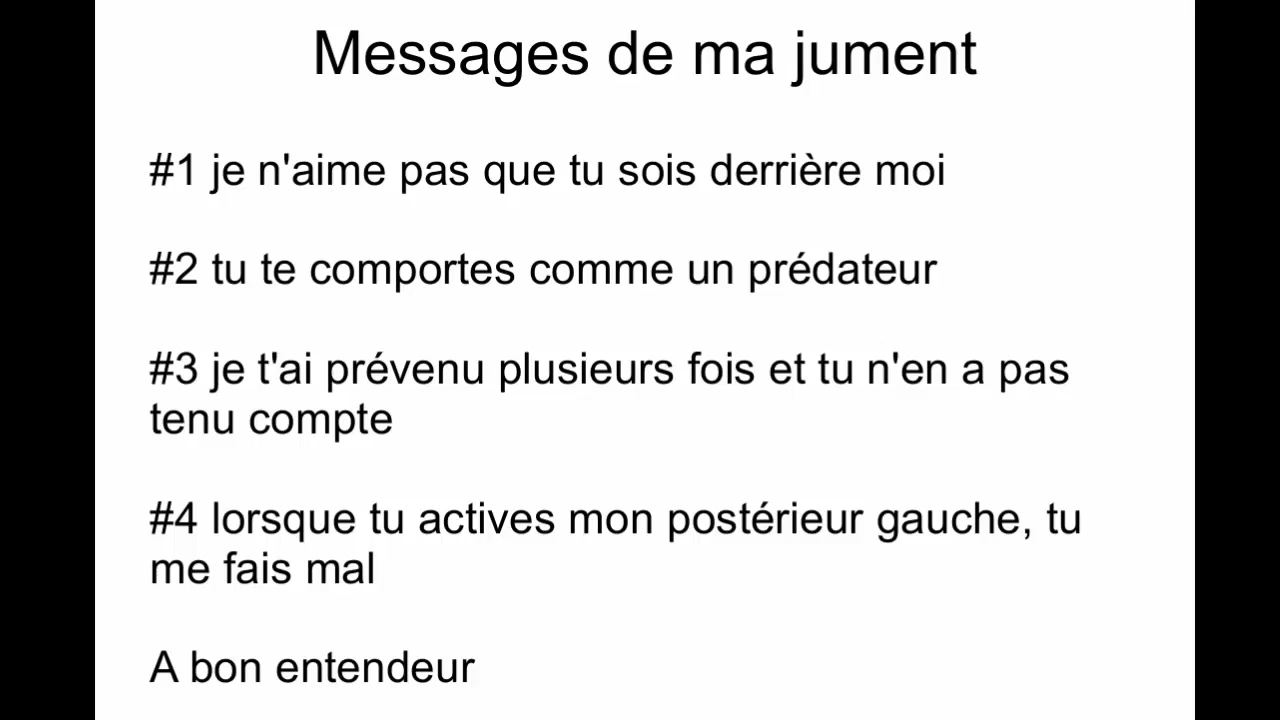 Messages de ma jument
#1 je n'aime pas que tu sois derrière moi
#2 tu te comportes comme un prédateur
#3 je t'ai prévenu plusieurs fois et tu n'en a pas
tenu compte
#4 lorsque tu actives mon postérieur gauche, tu
me fais mal
A bon entendeur